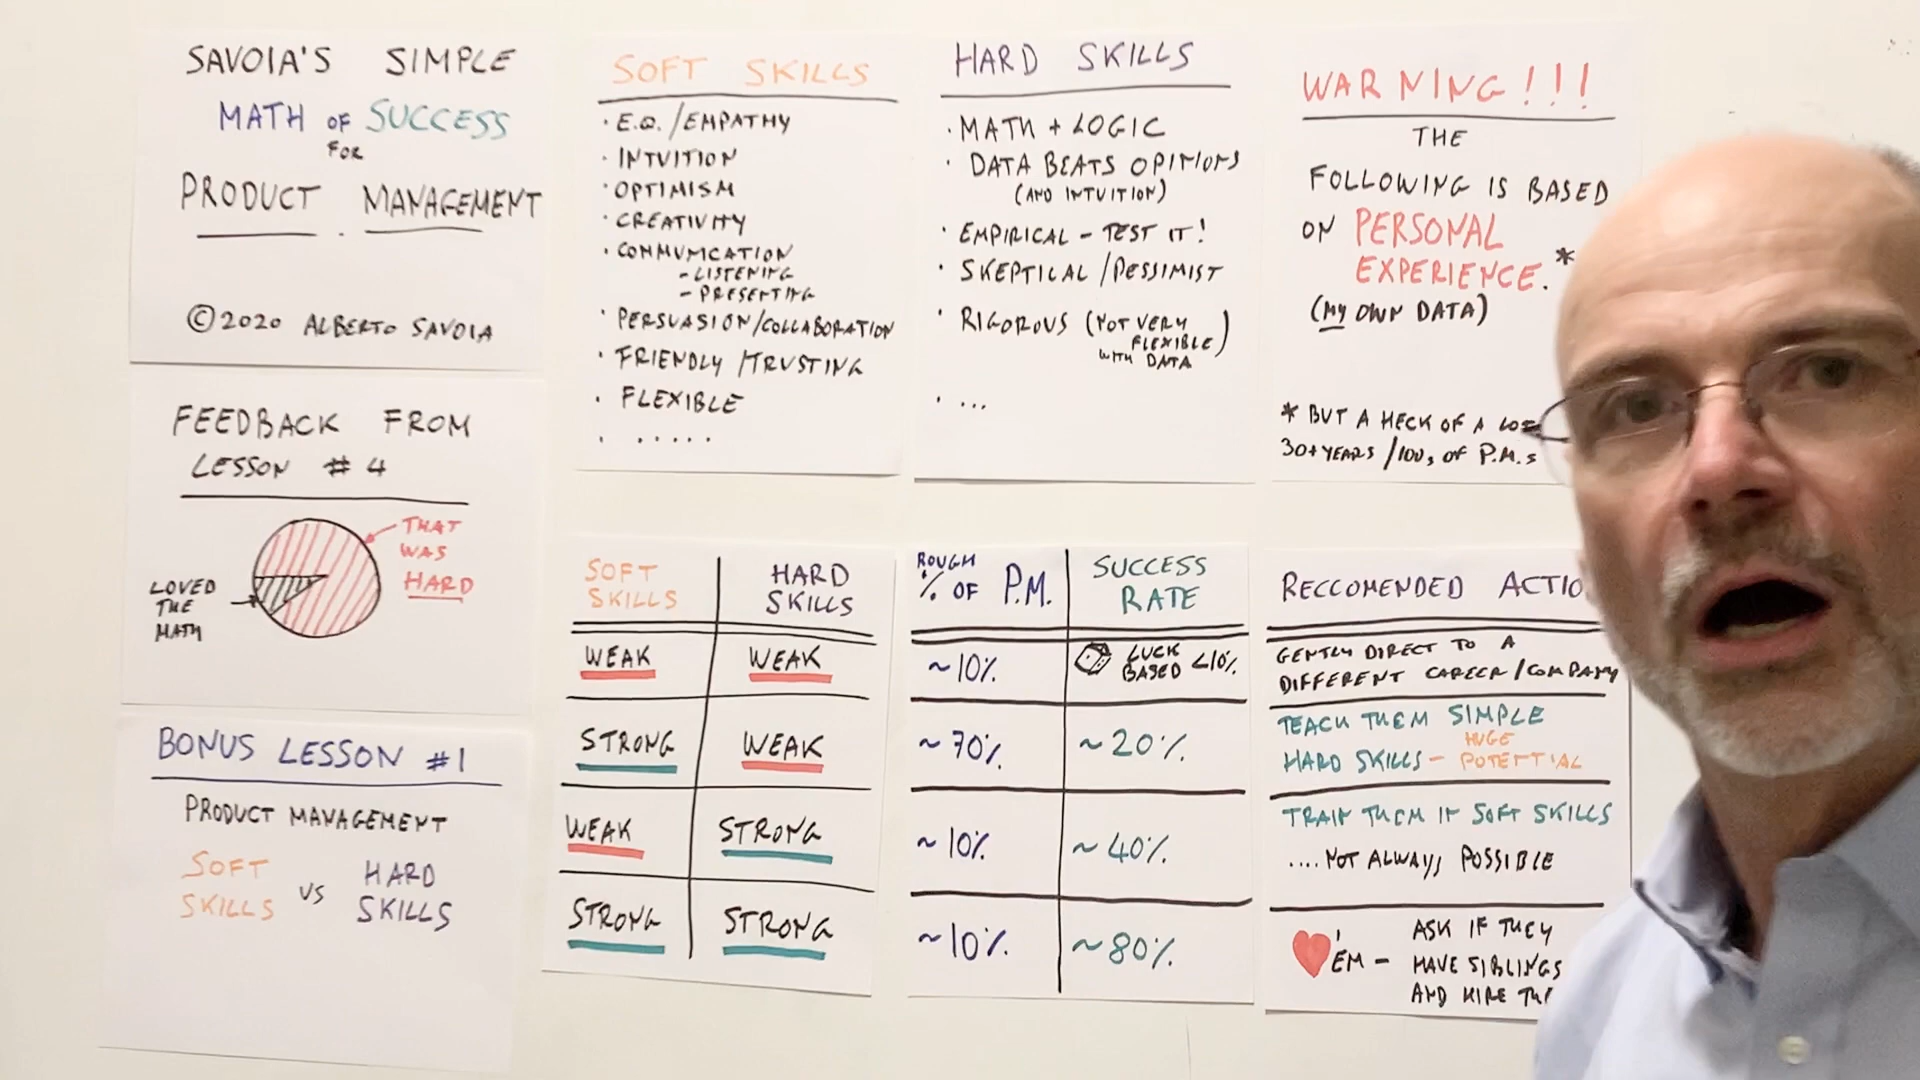 SAVOIA'S SIMPLE
MATH OF SUCCESS
FOR
PRODUCT MANAGEMENT
©2020 ALBERTO SAVOIA
FEEDBACK FROM
LESSON #4
THAT
WAS
HARD
LOVED
THE
MATH
BONUS LESSON #1
PRODUCT MANAGEMENT
SOFT
SKILLS
VS
HARD
SKILLS
SOFT SKILLS
· E.Q./EMPATHY
· INTUITION
· OPTIMISM
· CREATIVITY
· COMMUNICATION
- LISTENING
- PRESENTING
· PERSUASION/COLLABORATION
· FRIENDLY/TRUSTING
· FLEXIBLE
· .....
HARD SKILLS
· MATH + LOGIC
· DATA BEATS OPINIONS
(AND INTUITION)
· EMPIRICAL - TEST IT!
· SKEPTICAL/PESSIMIST
· RIGOROUS (NOT VERY
FLEXIBLE)
WITH DATA
· ...
WARNING!!!
THE
FOLLOWING IS BASED
ON PERSONAL
EXPERIENCE.*
(MY OWN DATA)
* BUT A HECK OF A
30+ YEARS/100s OF P.M.s
SOFT
SKILLS
HARD
SKILLS
WEAK WEAK
STRONG WEAK
WEAK STRONG
STRONG STRONG
ROUGH
% OF P.M.
SUCCESS
RATE
~10% LUCK
BASED <10%
~70% ~20%
~10% ~40%
~10% ~80%
RECCOMENDED ACTIO
GENTLY DIRECT TO A
DIFFERENT CAREER/COMPANY
TEACH THEM SIMPLE
HUGE
HARD SKILLS - POTENTIAL
TRAIN THEM IN SOFT SKILLS
.... NOT ALWAYS POSSIBLE
'EM - ASK IF THEY
HAVE SIBLINGS
AND HIRE